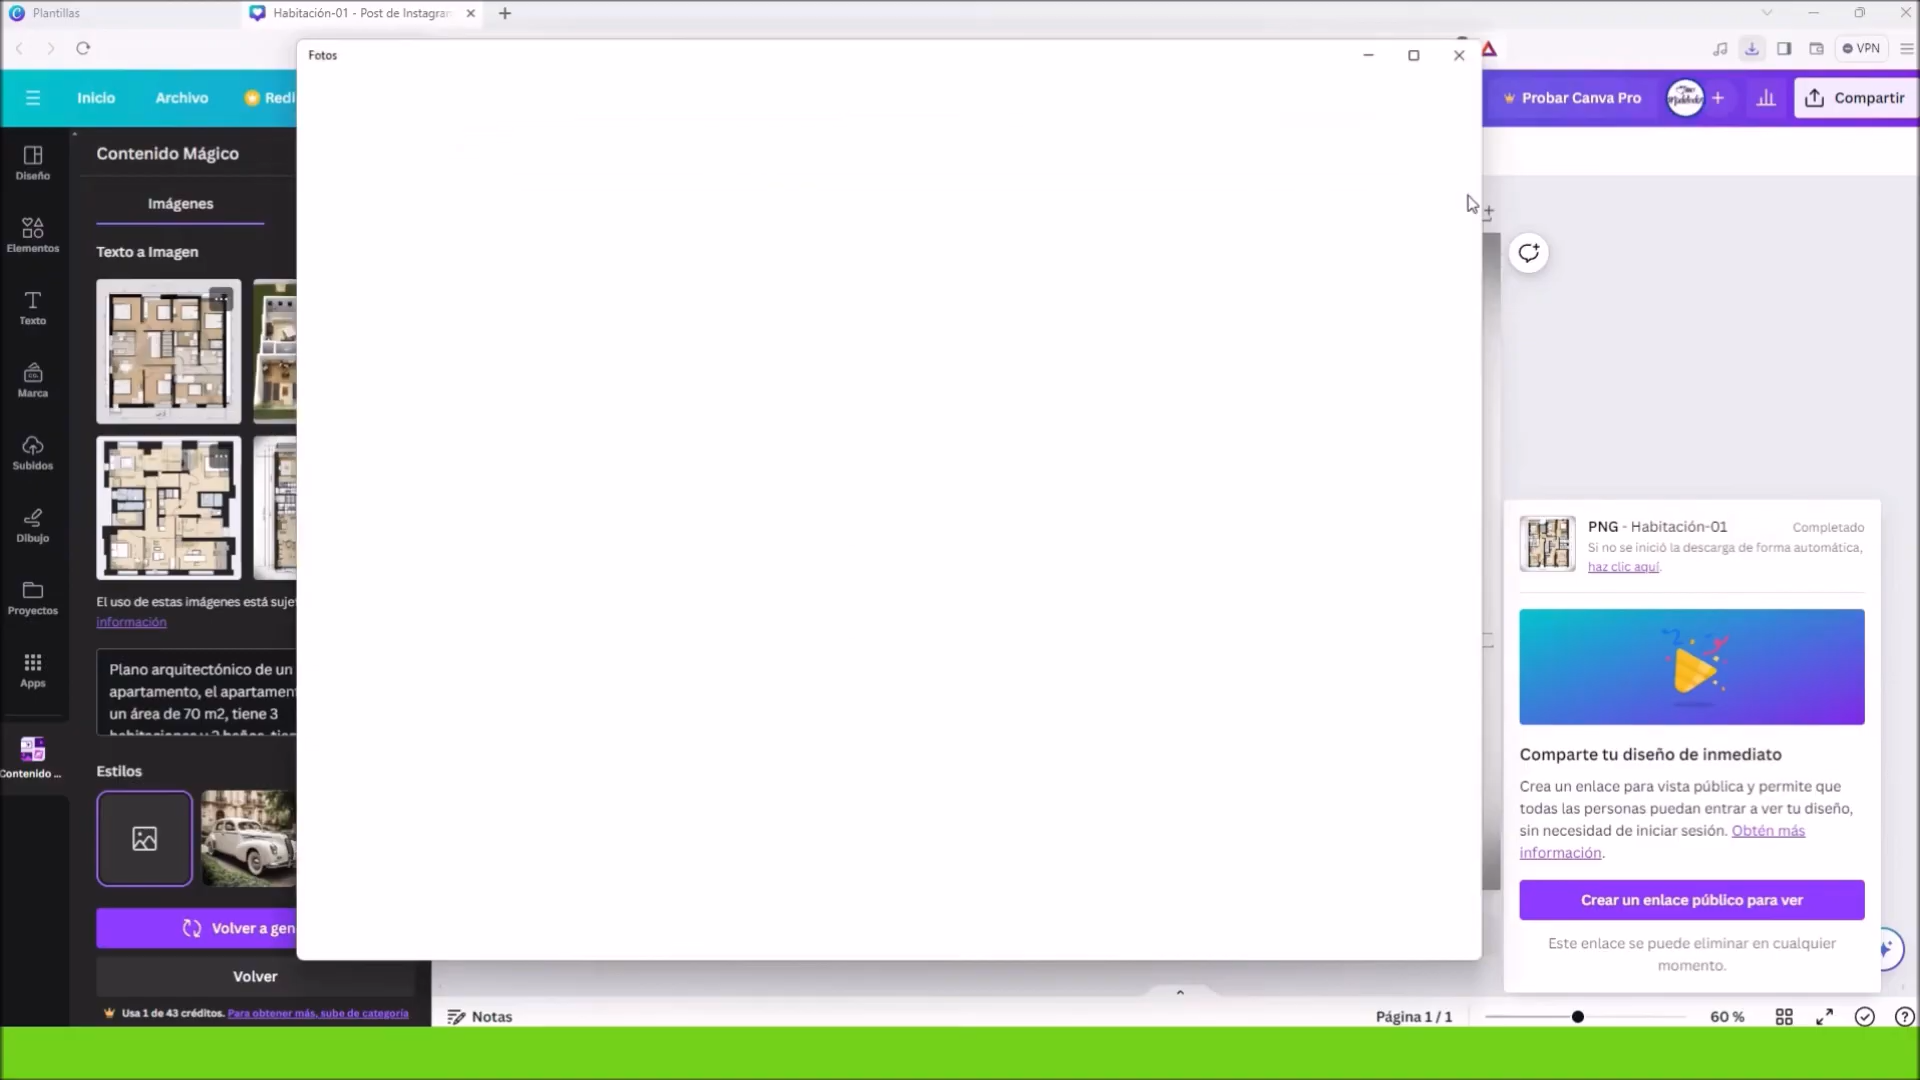 Plantillas
Habitación-01 - Post de Instagran
VPN
Fotos
Inicio
Archivo
Redi
Probar Canva Pro
Compartir
Diseño
Elementos
Texto
Marca
Subidos
Dibujo
Proyectos
Apps
Contenido ...
Contenido Mágico
Imágenes
Texto a Imagen
El uso de estas imágenes está suje
información
Plano arquitectónico de un
apartamento, el apartamen
un área de 70 m2, tiene 3
Estilos
Volver a gen
Volver
Usa 1 de 43 créditos. Para obtener más, sube de categoría
PNG - Habitación-01
Completado
Si no se inició la descarga de forma automática,
haz clic aquí.
Comparte tu diseño de inmediato
Crea un enlace para vista pública y permite que
todas las personas puedan entrar a ver tu diseño,
sin necesidad de iniciar sesión. Obtén más
información.
Crear un enlace público para ver
Este enlace se puede eliminar en cualquier
momento.
Notas
Página 1 / 1
60 %